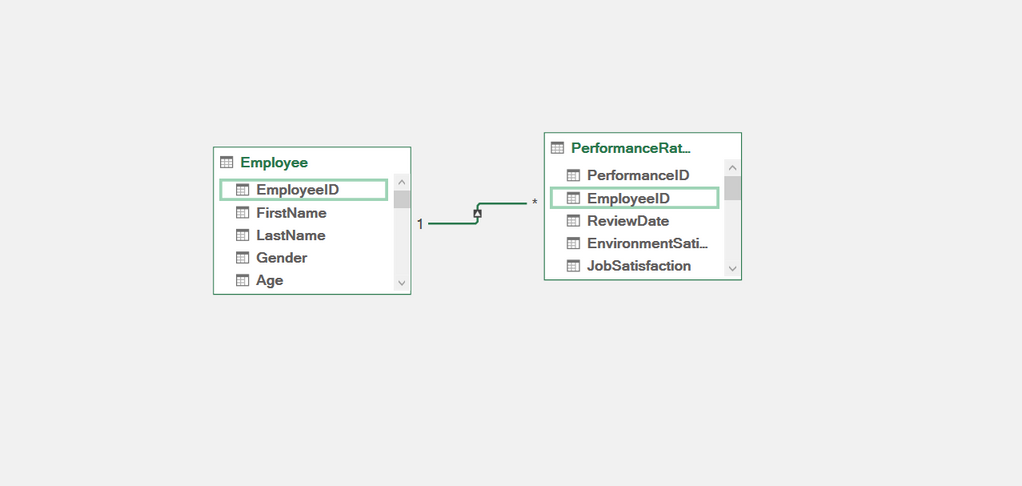 Employee
EmployeeID
FirstName
LastName
Gender
Age
1
*
PerformanceRat...
PerformanceID
EmployeeID
ReviewDate
EnvironmentSati...
JobSatisfaction